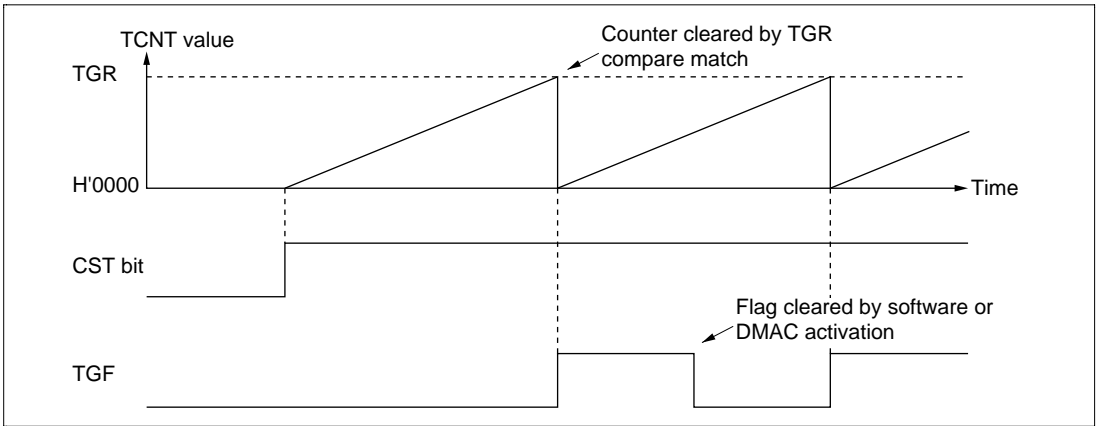 TCNT value
Counter cleared by TGR
compare match
TGR
H'0000
Time
CST bit
Flag cleared by software or
DMAC activation
TGF